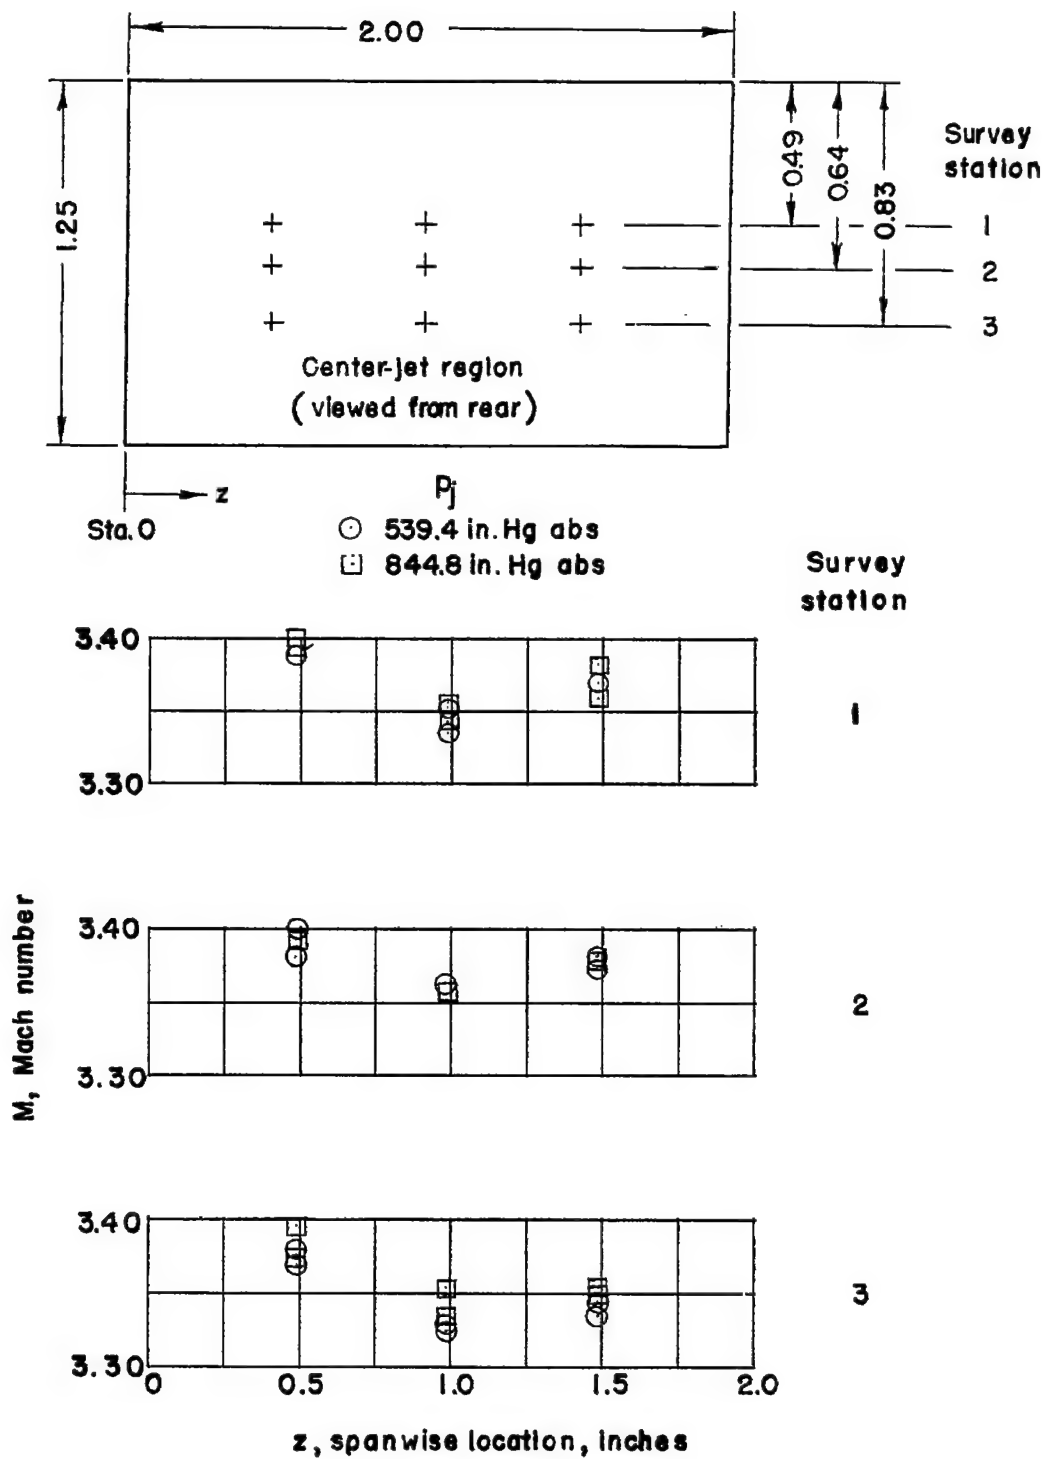 2.00
1.25
0.49
0.64
0.83
Survey
station
1
2
3
Center-jet region
(viewed from rear)
z
Sta. 0
pj
539.4 in. Hg abs
844.8 in. Hg abs
Survey
station
3.40
3.30
1
3.40
3.30
2
3.40
3.30
3
M, Mach number
0 0.5 1.0 1.5 2.0
z, spanwise location, inches